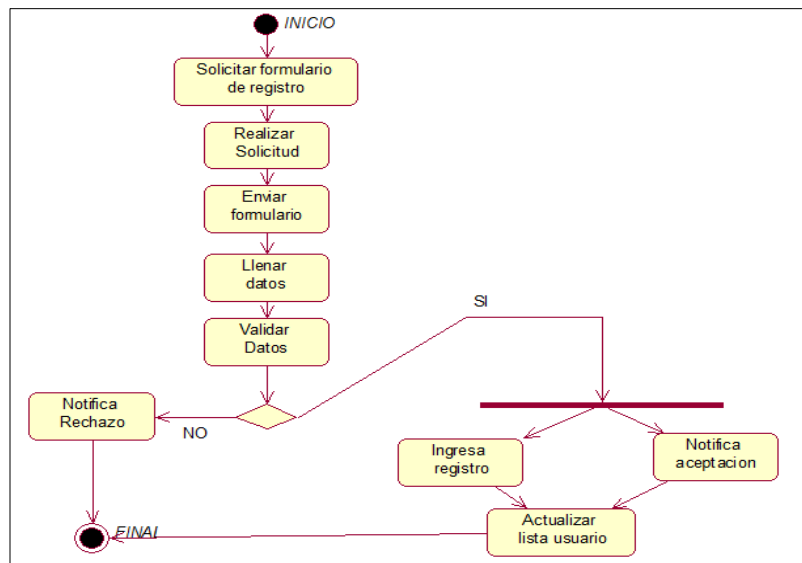 INICIO
Solicitar formulario
de registro
Realizar
Solicitud
Enviar
formulario
Llenar
datos
SI
Validar
Datos
Notifica
Rechazo
NO
Ingresa
registro
Notifica
aceptacion
Actualizar
lista usuario
FINAL